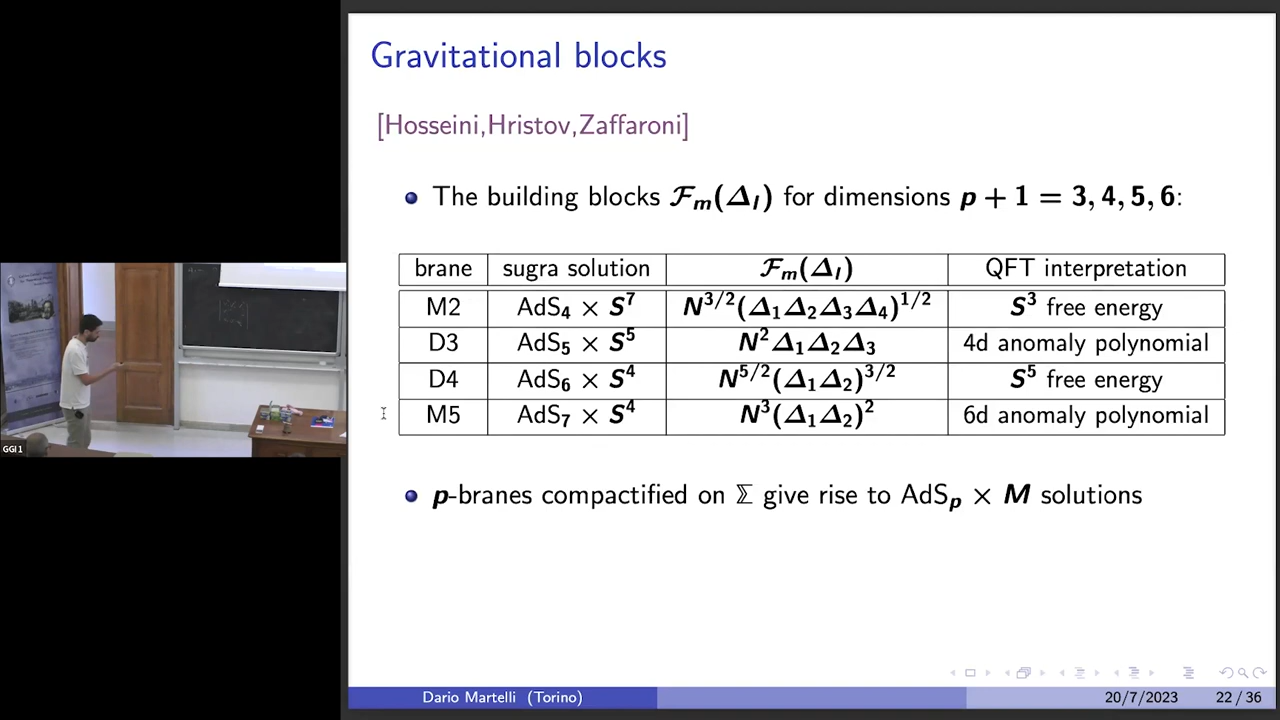 Gravitational blocks
[Hosseini,Hristov,Zaffaroni]
The building blocks ℱₘ(Δ_I) for dimensions p + 1 = 3, 4, 5, 6:
brane sugra solution ℱₘ(Δ_I) QFT interpretation
M2 AdS₄ × S⁷ N^{3/2}(Δ₁Δ₂Δ₃Δ₄)^{1/2} S³ free energy
D3 AdS₅ × S⁵ N²Δ₁Δ₂Δ₃ 4d anomaly polynomial
D4 AdS₆ × S⁴ N^{5/2}(Δ₁Δ₂)^{3/2} S⁵ free energy
M5 AdS₇ × S⁴ N³(Δ₁Δ₂)² 6d anomaly polynomial
p-branes compactified on Σ give rise to AdSₚ × M solutions
GGI 1
Dario Martelli (Torino) 20/7/2023 22 / 36